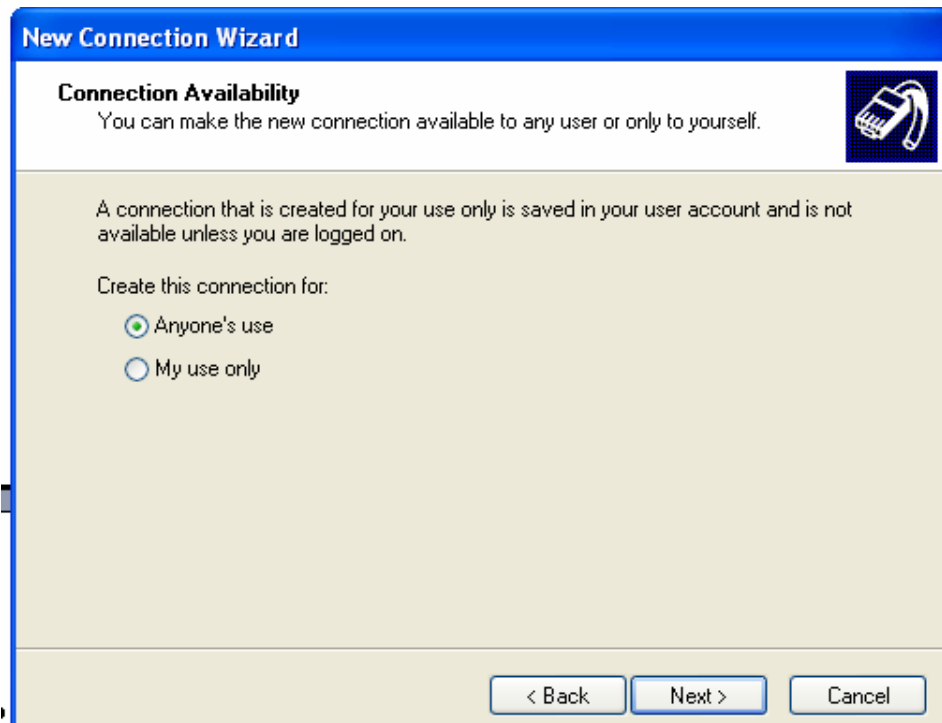 New Connection Wizard
Connection Availability
You can make the new connection available to any user or only to yourself.
A connection that is created for your use only is saved in your user account and is not
available unless you are logged on.
Create this connection for:
Anyone's use
My use only
< Back
Next >
Cancel